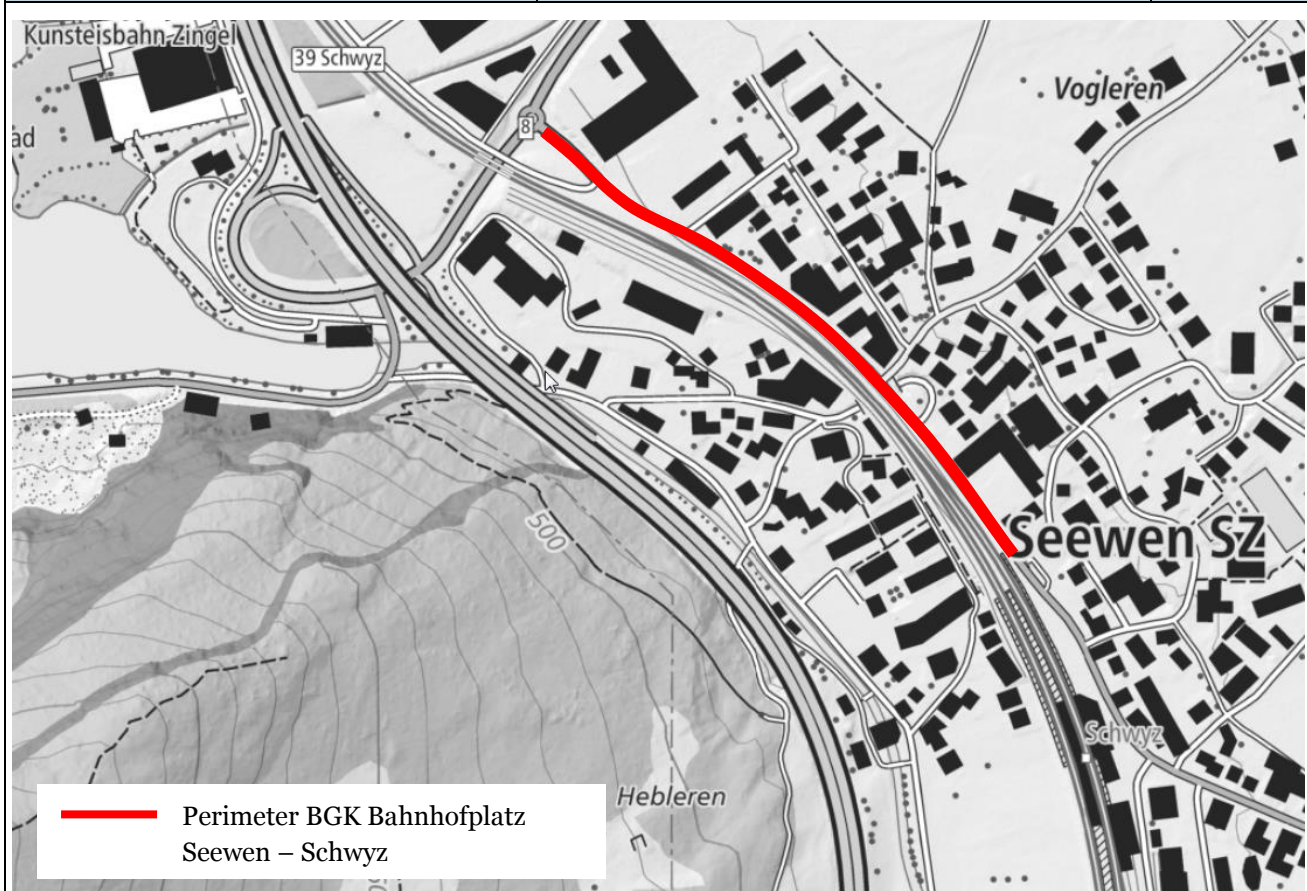 Kunsteisbahn Zingel
39 Schwyz
Vogleren
ad
8
500
Seewen SZ
Schwyz
Hebleren
Perimeter BGK Bahnhofplatz
Seewen – Schwyz